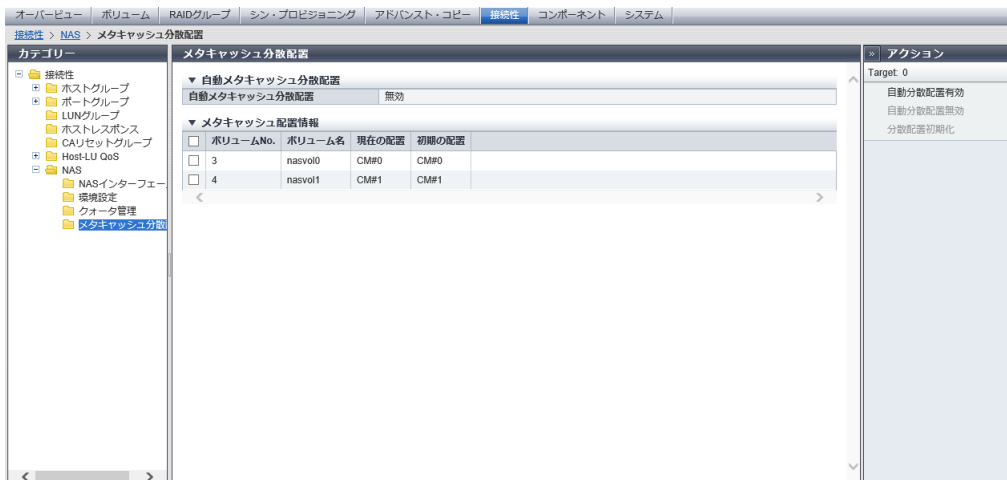 オーバービュー ボリューム RAIDグループ シン・プロビジョニング アドバンスト・コピー 接続性 コンポーネント システム
接続性 > NAS > メタキャッシュ分散配置
カテゴリー
接続性
ホストグループ
ポートグループ
LUNグループ
ホストレスポンス
CAリセットグループ
Host-LU QoS
NAS
NASインターフェー
環境設定
クォータ管理
メタキャッシュ分散
メタキャッシュ分散配置
▼ 自動メタキャッシュ分散配置
自動メタキャッシュ分散配置 無効
▼ メタキャッシュ配置情報
ボリュームNo. ボリューム名 現在の配置 初期の配置
3 nasvol0 CM#0 CM#0
4 nasvol1 CM#1 CM#1
» アクション
Target: 0
自動分散配置有効
自動分散配置無効
分散配置初期化